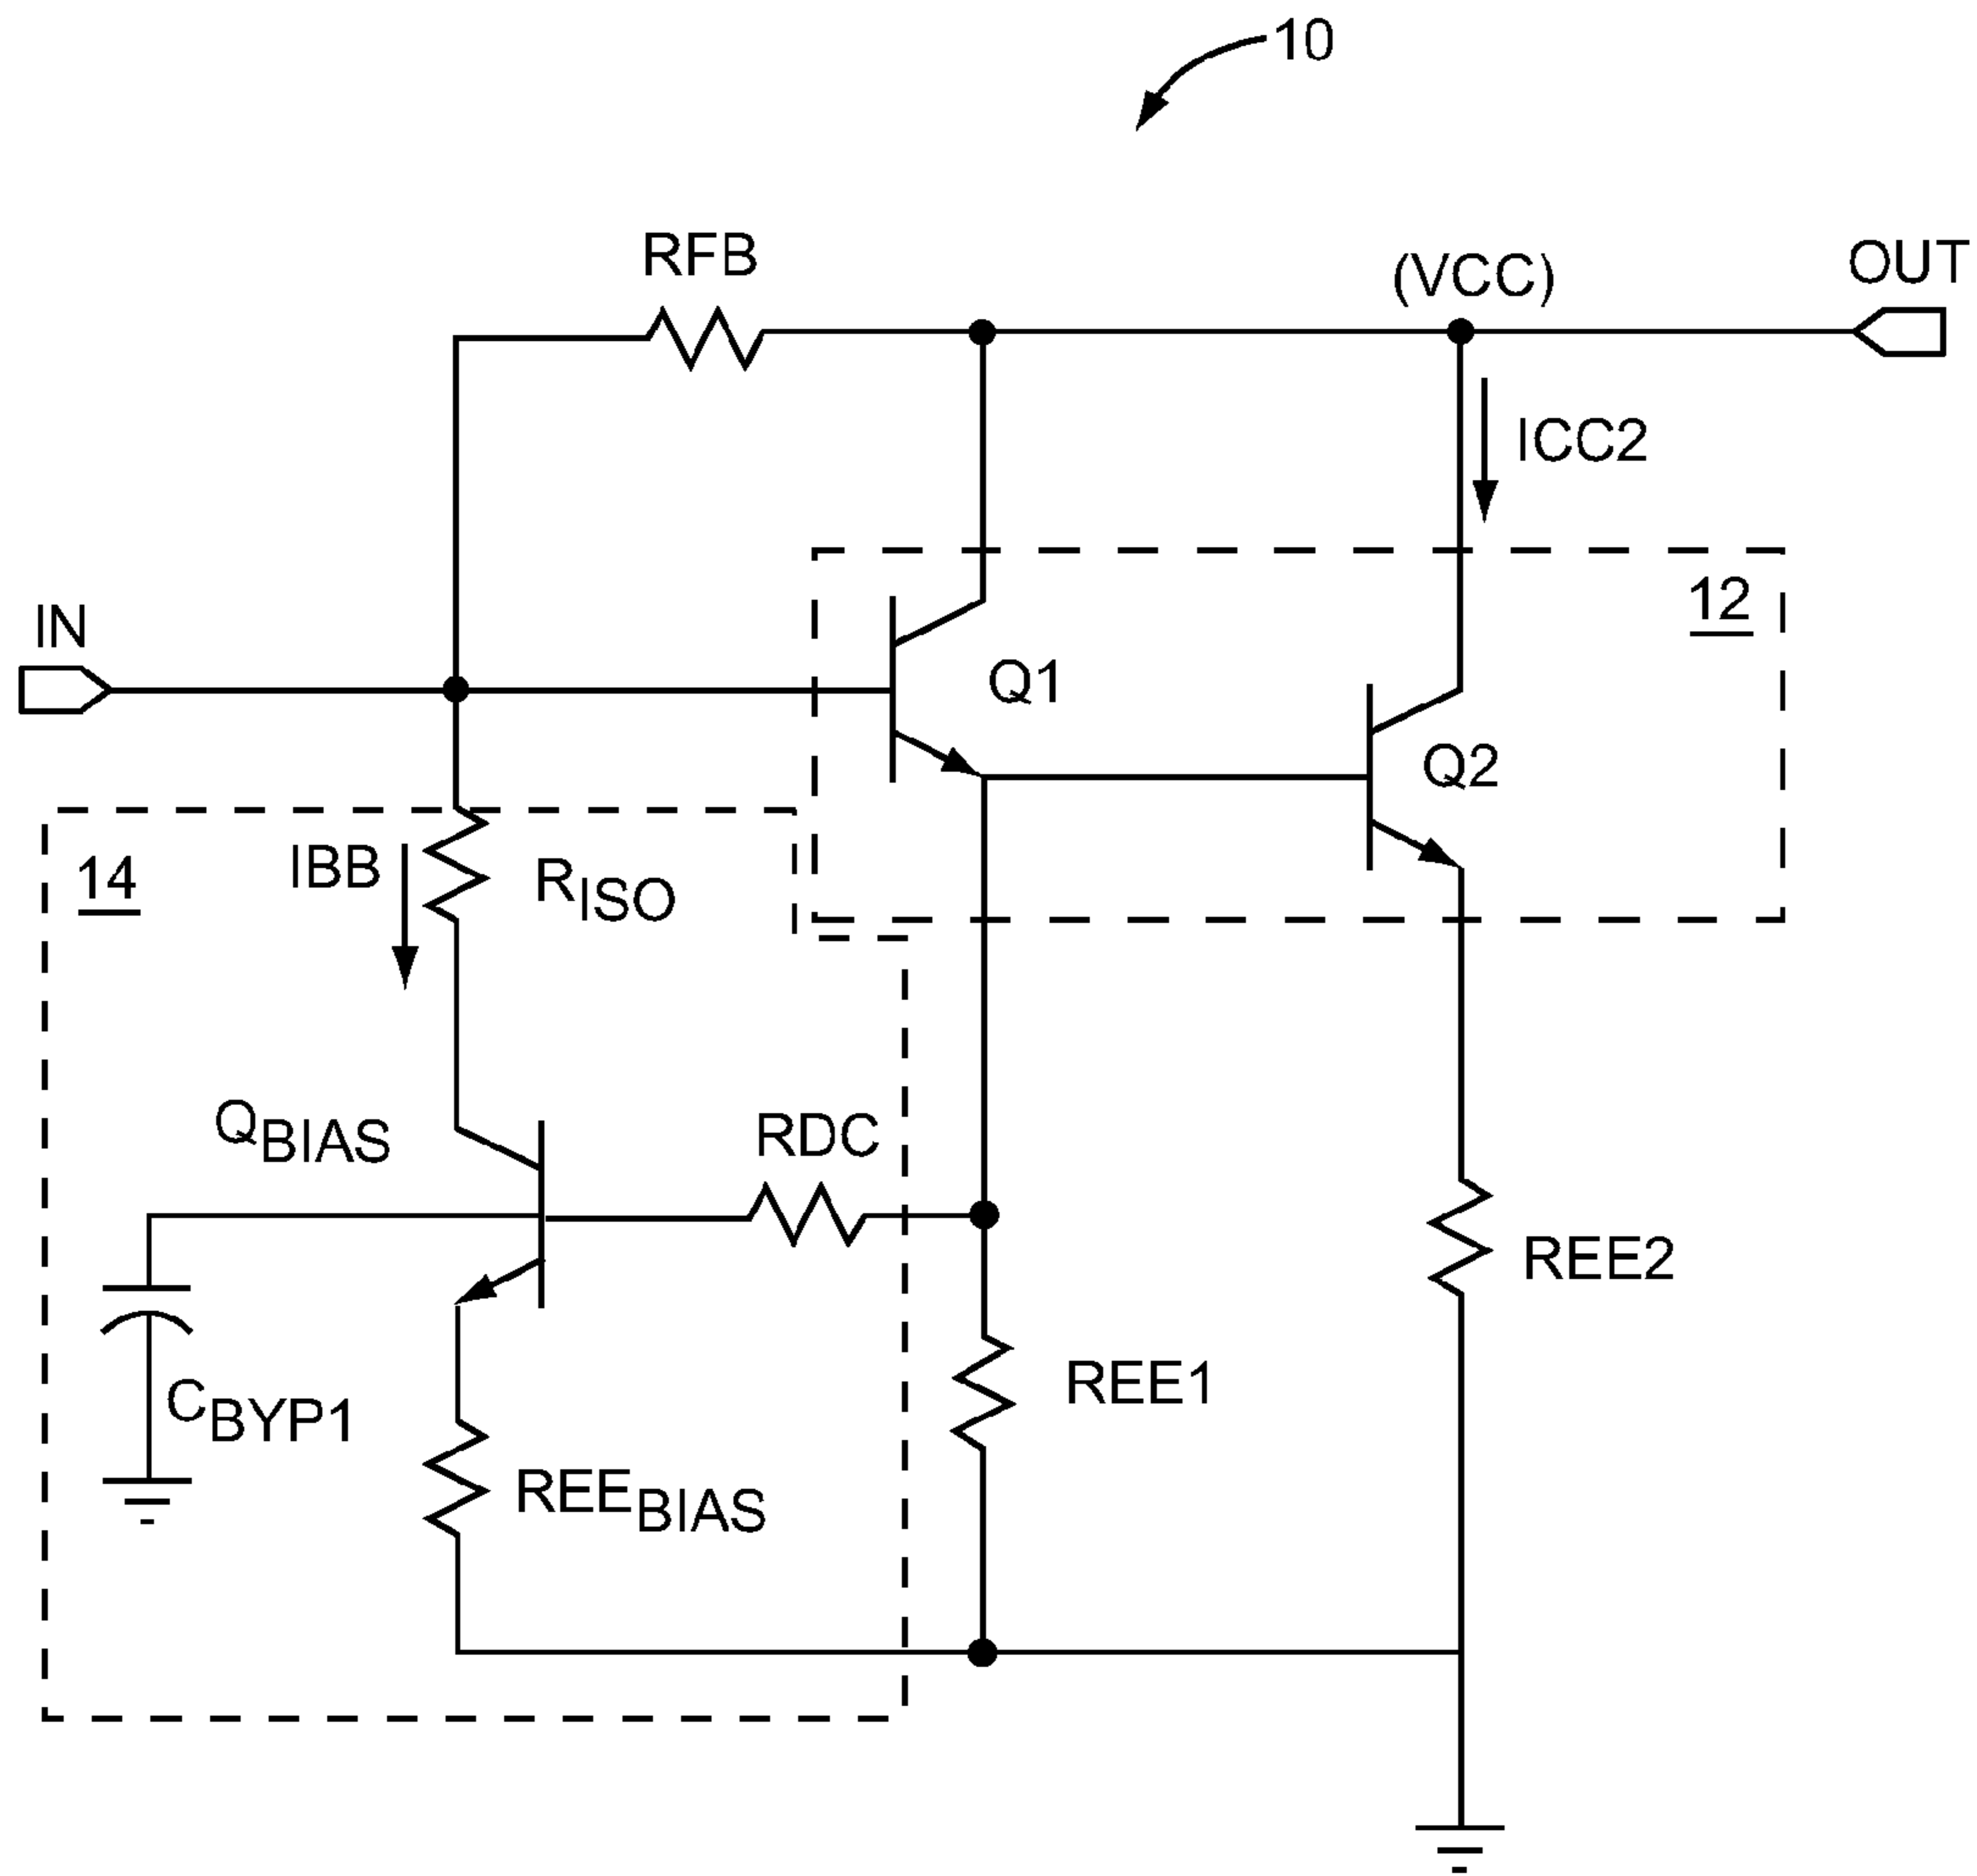 10
RFB
(VCC)
OUT
ICC2
12
IN
Q1
Q2
14
IBB
RISO
QBIAS
RDC
REE2
REE1
CBYP1
REEBIAS